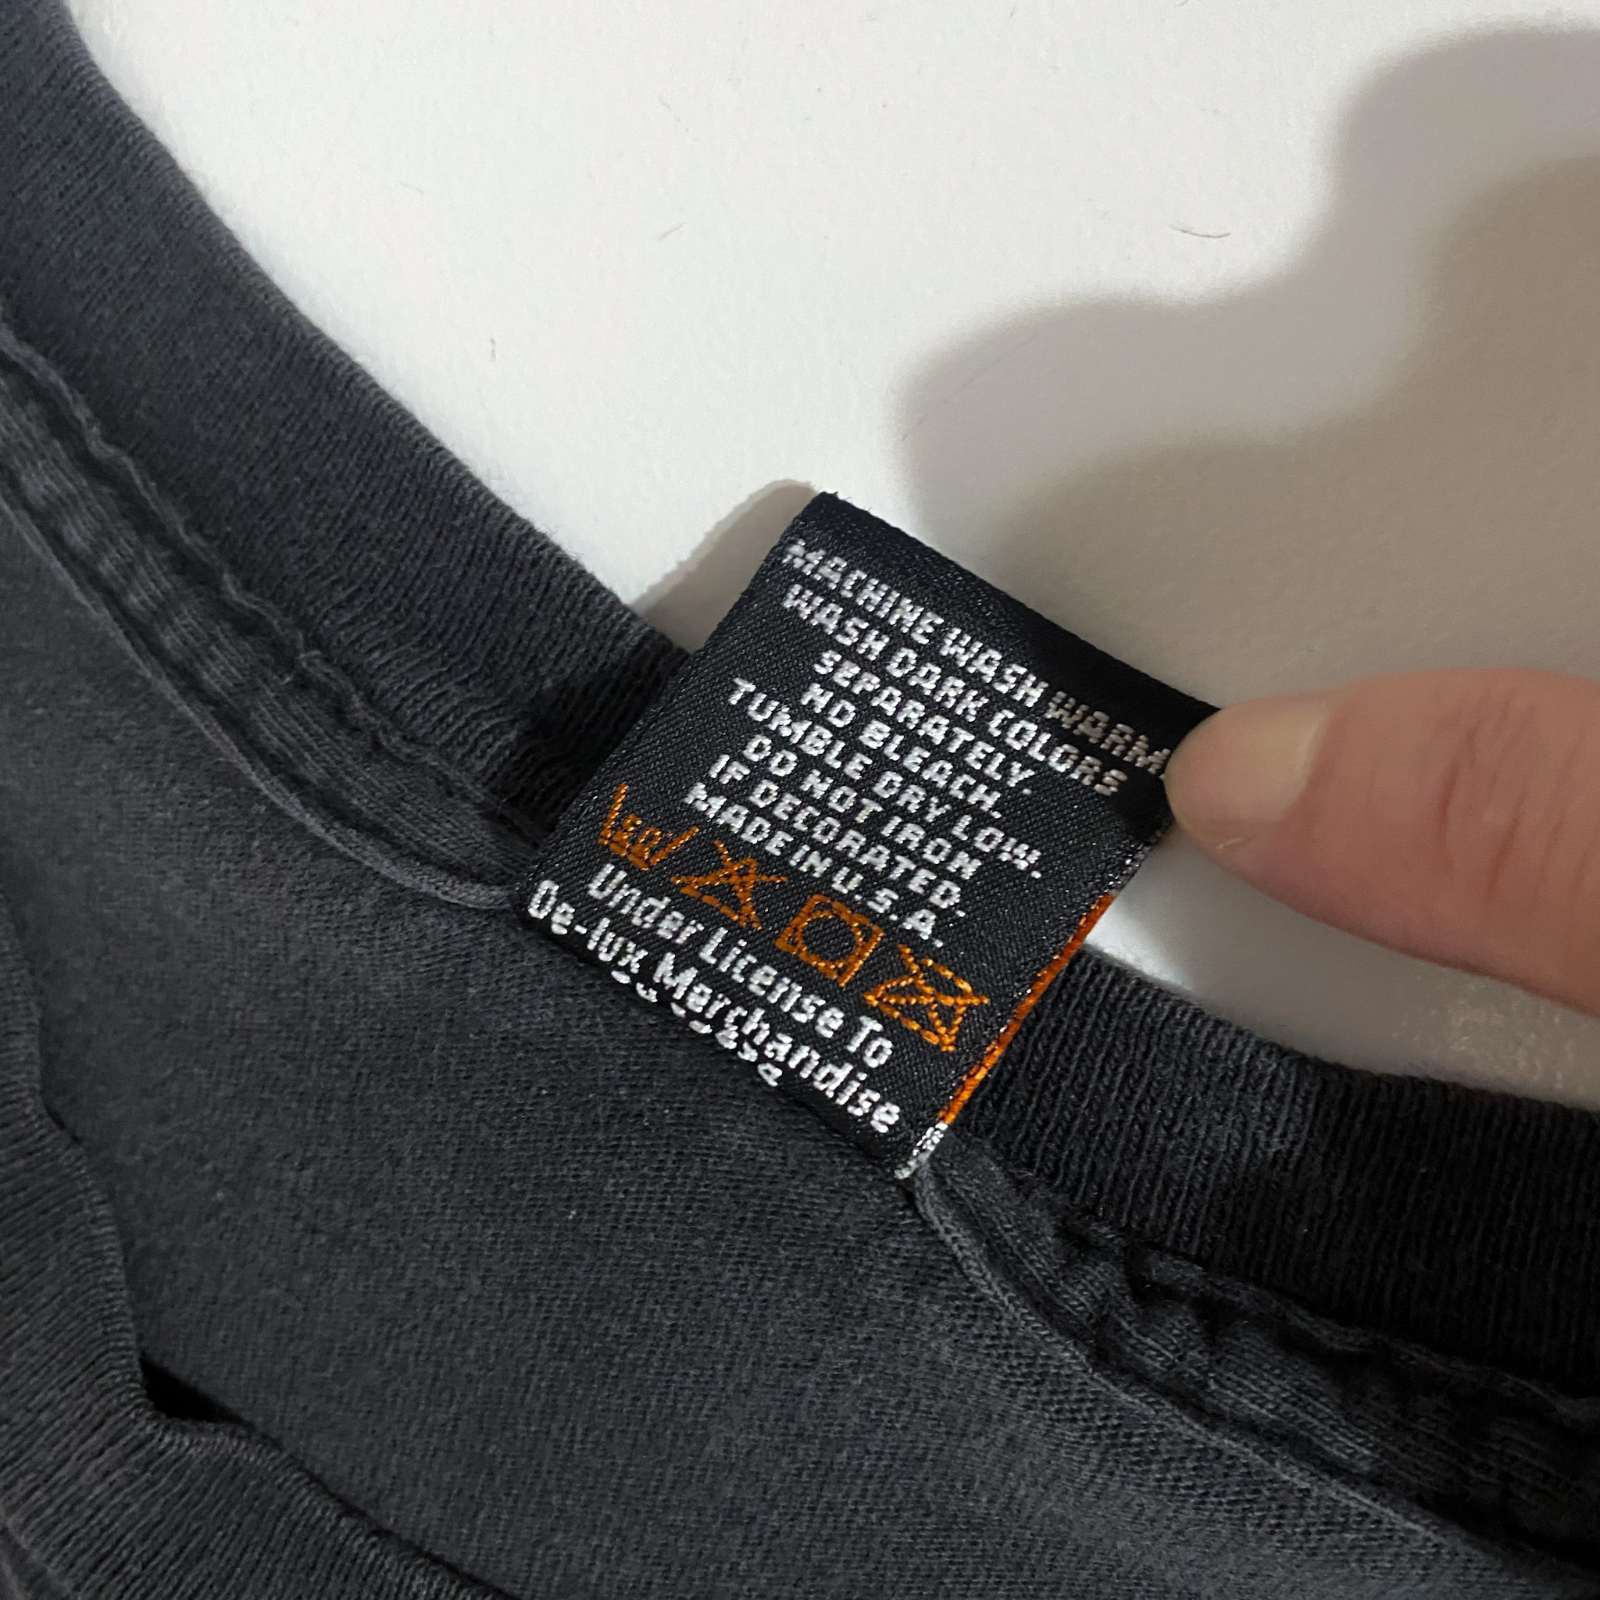 MACHINE WASH WARM
WASH DARK COLORS
SEPARATELY.
NO BLEACH.
TUMBLE DRY LOW.
DO NOT IRON
IF DECORATED.
MADE IN U.S.A.
50
Under License To
De-lux Merchandise